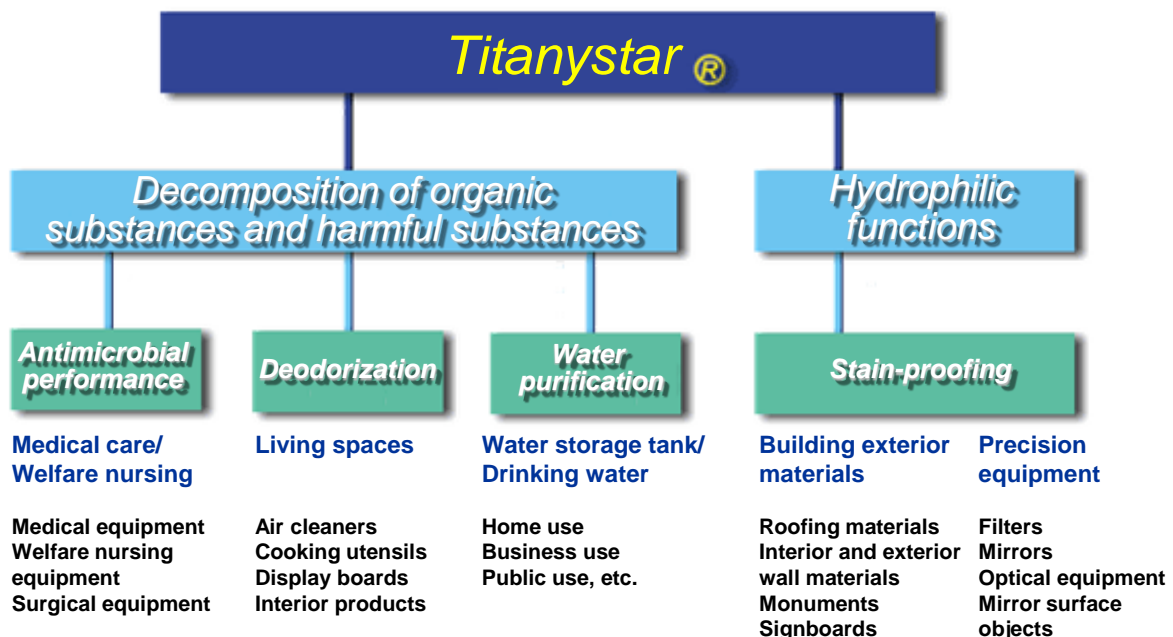 Titanystar ®
Decomposition of organic
substances and harmful substances
Hydrophilic
functions
Antimicrobial
performance
Deodorization
Water
purification
Stain-proofing
Medical care/
Welfare nursing
Living spaces
Water storage tank/
Drinking water
Building exterior
materials
Precision
equipment
Medical equipment
Welfare nursing
equipment
Surgical equipment
Air cleaners
Cooking utensils
Display boards
Interior products
Home use
Business use
Public use, etc.
Roofing materials
Interior and exterior
wall materials
Monuments
Signboards
Filters
Mirrors
Optical equipment
Mirror surface
objects